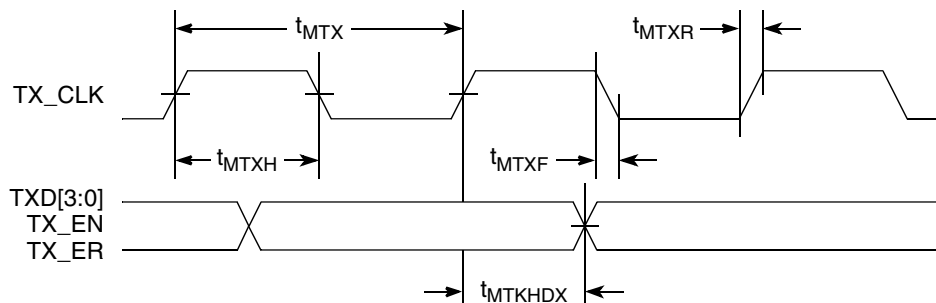 tMTX
tMTXR
TX_CLK
tMTXH
tMTXF
TXD[3:0]
TX_EN
TX_ER
tMTKHDX